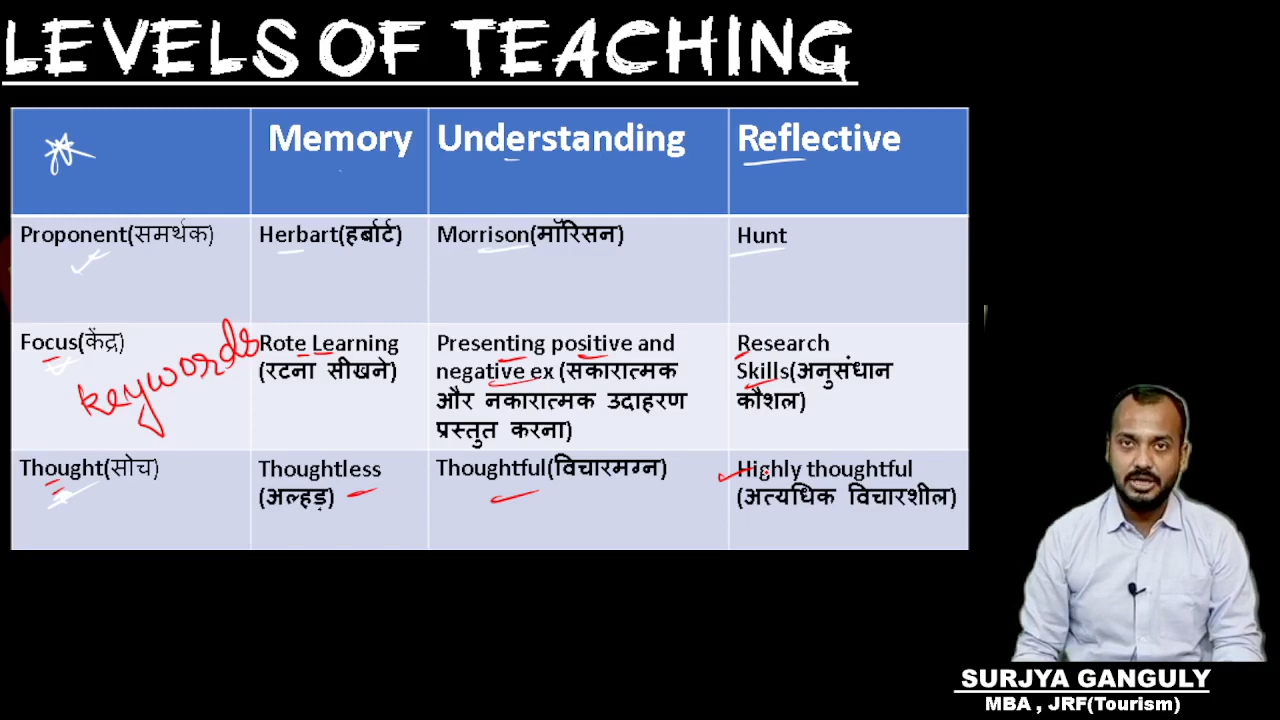 LEVELS OF TEACHING
Memory
Understanding
Reflective
Proponent(समर्थक)
Herbart(हर्बार्ट)
Morrison(मॉरिसन)
Hunt
Focus(केंद्र)
keywords
Rote Learning
(रटना सीखने)
Presenting positive and
negative ex (सकारात्मक
और नकारात्मक उदाहरण
प्रस्तुत करना)
Research
Skills(अनुसंधान
कौशल)
Thought(सोच)
Thoughtless
(अल्हड़)
Thoughtful(विचारमग्न)
Highly thoughtful
(अत्यधिक विचारशील)
SURJYA GANGULY
MBA , JRF(Tourism)